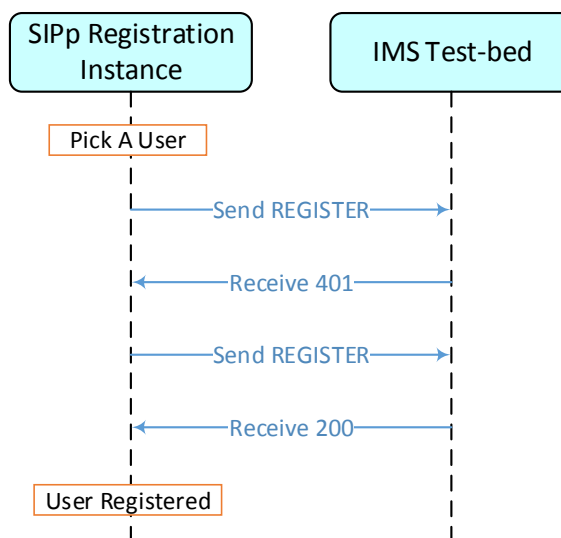 SIPp Registration
Instance
IMS Test-bed
Pick A User
Send REGISTER
Receive 401
Send REGISTER
Receive 200
User Registered